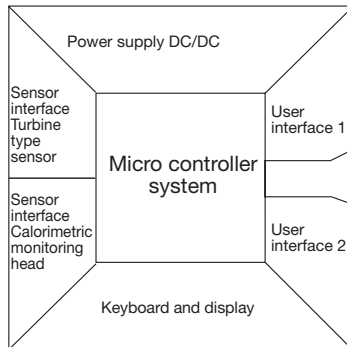 Power supply DC/DC
Sensor
interface
Turbine
type
sensor
User
interface 1
Micro controller
system
Sensor
interface
Calorimetric
monitoring
head
User
interface 2
Keyboard and display